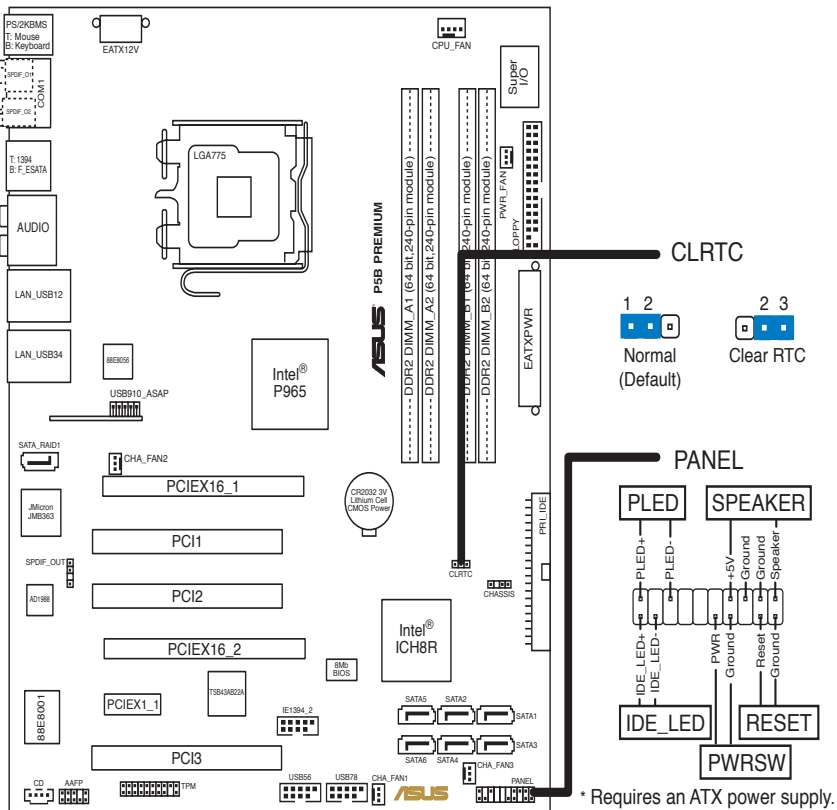 PS/2KBMS
T: Mouse
B: Keyboard
EATX12V
CPU_FAN
Super
I/O
SPDIF_O1
SPDIF_O2
COM1
T: 1394
B: F_ESATA
LGA775
PWR_FAN
AUDIO
LAN_USB12
LAN_USB34
ASUS P5B PREMIUM
DDR2 DIMM_A1 (64 bit,240-pin module)
DDR2 DIMM_A2 (64 bit,240-pin module)
DDR2 DIMM_B1 (64 bit,240-pin module)
DDR2 DIMM_B2 (64 bit,240-pin module)
EATXPWR
CLRTC
1 2
2 3
Normal
(Default)
Clear RTC
88E8056
Intel®
P965
USB910_ASAP
SATA_RAID1
CHA_FAN2
PCIEX16_1
CR2032 3V
Lithium Cell
CMOS Power
PRI_IDE
JMicron
JMB363
PCI1
SPDIF_OUT
CLRTC
CHASSIS
AD1988
PCI2
Intel®
ICH8R
PCIEX16_2
8Mb
BIOS
88E8001
PCIEX1_1
TSB43AB22A
IE1394_2
SATA5
SATA2
SATA1
SATA3
SATA6
SATA4
CHA_FAN3
PCI3
CD
AAFP
TPM
USB56
USB78
CHA_FAN1
ASUS
PANEL
PANEL
PLED
SPEAKER
PLED+
PLED-
+5V
Ground
Ground
Speaker
IDE_LED+
IDE_LED-
PWR
Ground
Reset
Ground
IDE_LED
RESET
PWRSW
* Requires an ATX power supply.